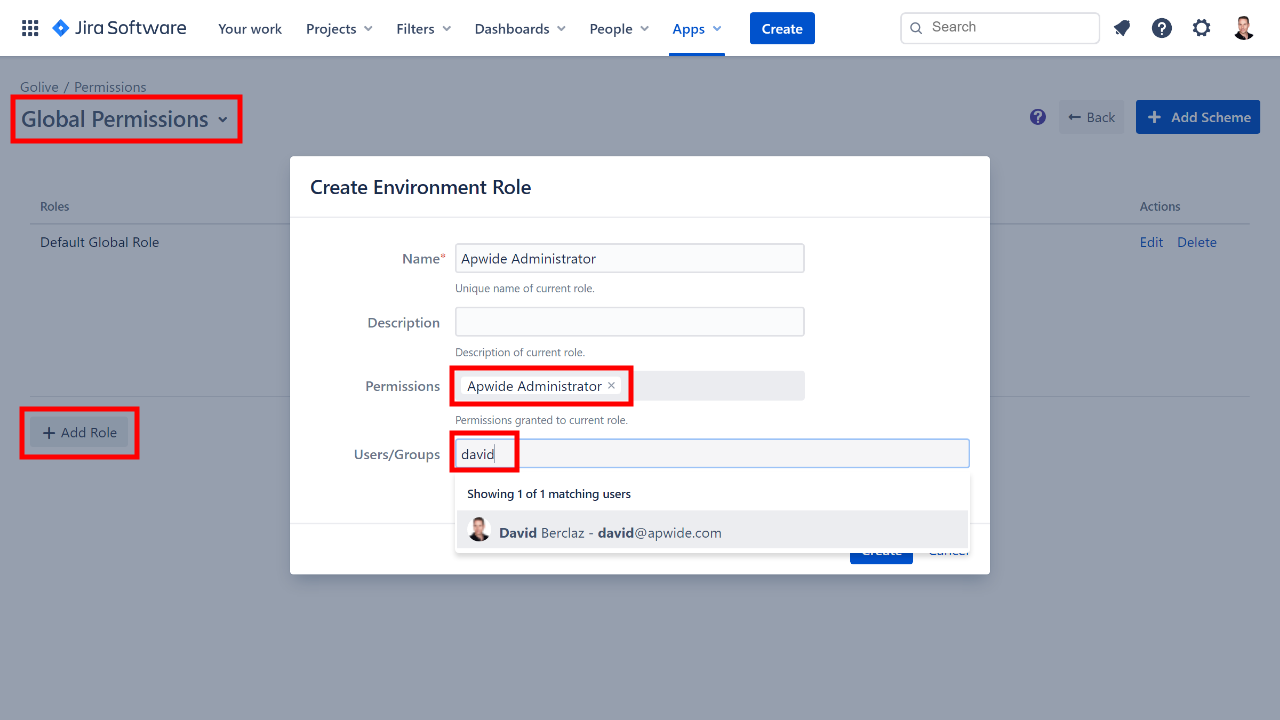 Jira Software
Your work
Projects
Filters
Dashboards
People
Apps
Create
Search
Golive / Permissions
Global Permissions
Back
+ Add Scheme
Roles
Actions
Default Global Role
Edit
Delete
+ Add Role
Create Environment Role
Name* Apwide Administrator
Unique name of current role.
Description
Description of current role.
Permissions Apwide Administrator ×
Permissions granted to current role.
Users/Groups david
Showing 1 of 1 matching users
David Berclaz - david@apwide.com
Create
Cancel